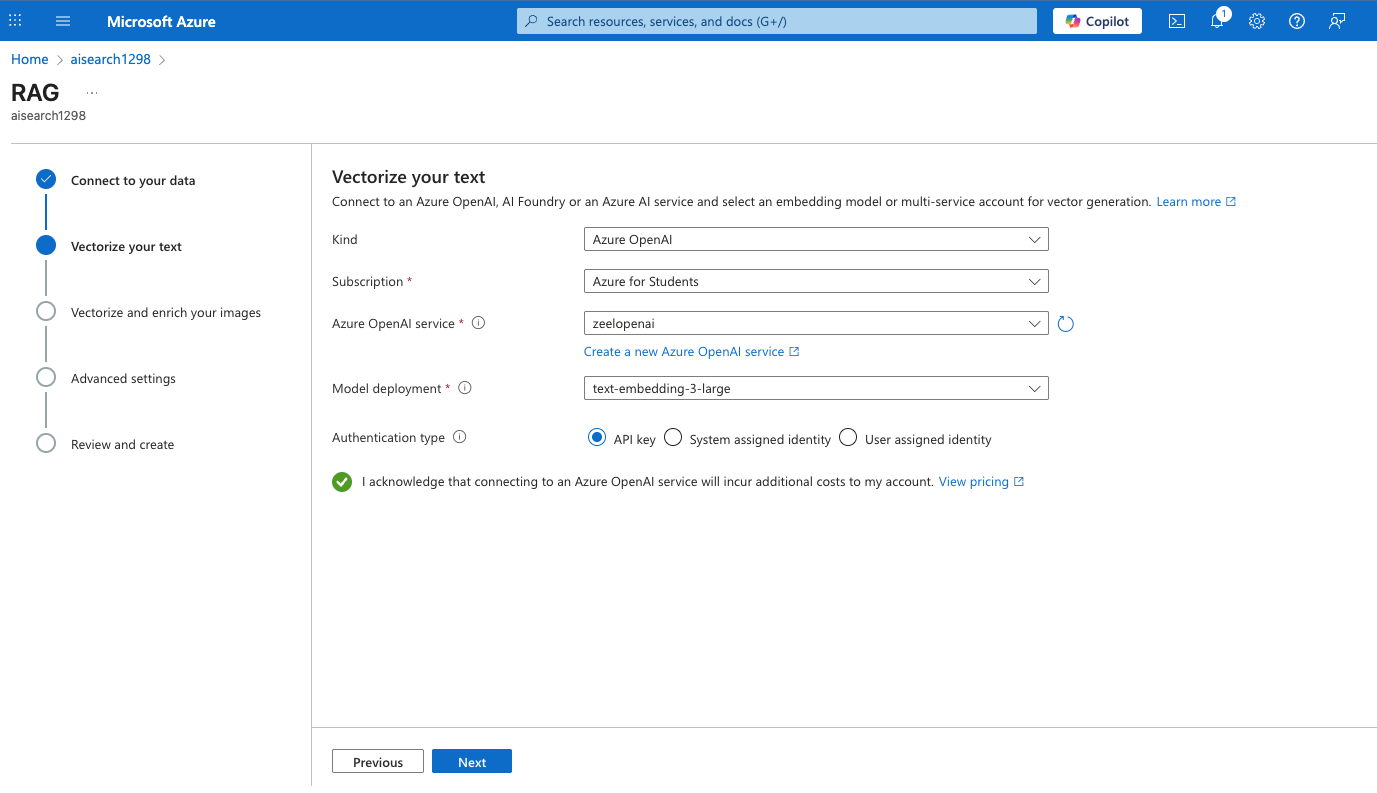 Microsoft Azure
Search resources, services, and docs (G+/)
Copilot
1
Home
aisearch1298
RAG
...
aisearch1298
Connect to your data
Vectorize your text
Vectorize and enrich your images
Advanced settings
Review and create
Vectorize your text
Connect to an Azure OpenAI, AI Foundry or an Azure AI service and select an embedding model or multi-service account for vector generation. Learn more
Kind
Azure OpenAI
Subscription *
Azure for Students
Azure OpenAI service *
zeelopenai
Create a new Azure OpenAI service
Model deployment *
text-embedding-3-large
Authentication type
API key System assigned identity User assigned identity
I acknowledge that connecting to an Azure OpenAI service will incur additional costs to my account. View pricing
Previous Next